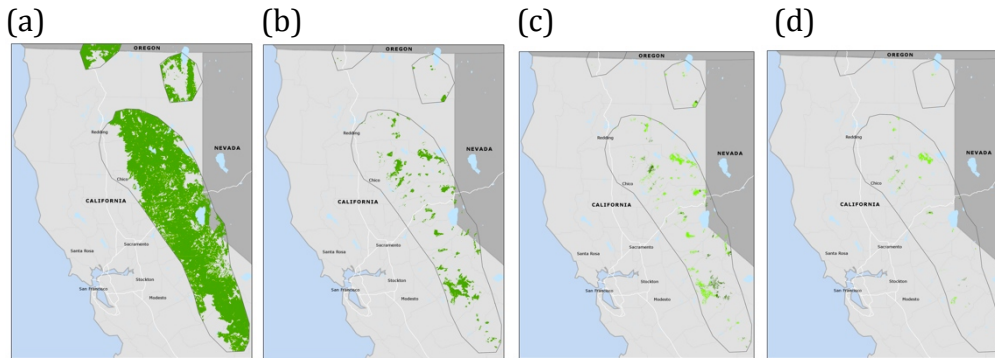 (a) (b) (c) (d)
OREGON OREGON OREGON OREGON
Redding Redding Redding Redding
NEVADA NEVADA NEVADA NEVADA
Chico Chico Chico Chico
CALIFORNIA CALIFORNIA CALIFORNIA CALIFORNIA
Sacramento Sacramento Sacramento Sacramento
Santa Rosa Santa Rosa Santa Rosa Santa Rosa
Stockton Stockton Stockton Stockton
San Francisco San Francisco San Francisco San Francisco
Modesto Modesto Modesto Modesto